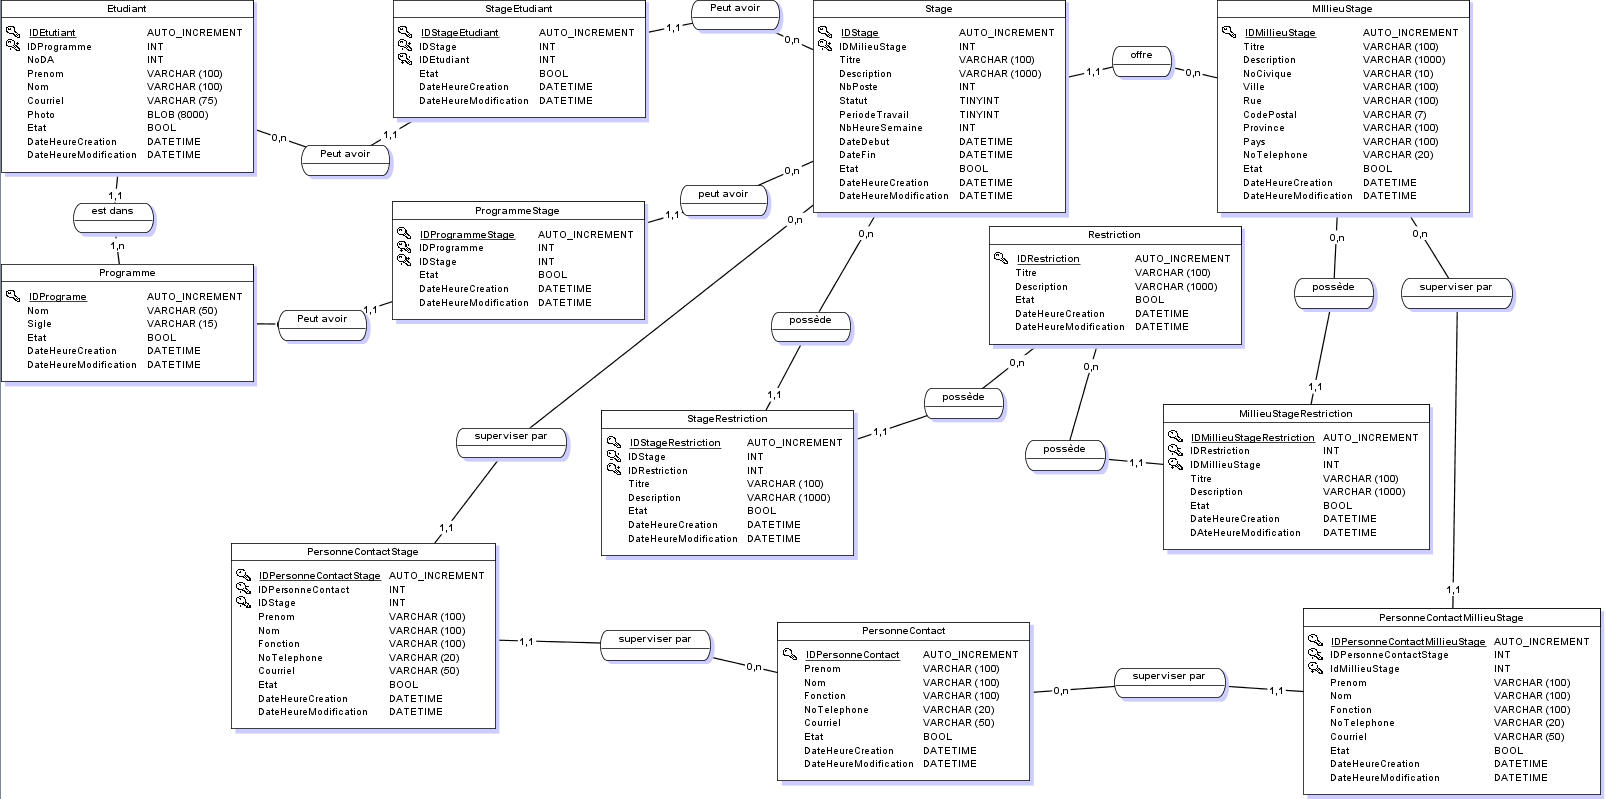 Etudiant
IDEtutiant AUTO_INCREMENT
IDProgramme INT
NoDA INT
Prenom VARCHAR (100)
Nom VARCHAR (100)
Courriel VARCHAR (75)
Photo BLOB (8000)
Etat BOOL
DateHeureCreation DATETIME
DateHeureModification DATETIME
StageEtudiant
IDStageEtudiant AUTO_INCREMENT
IDStage INT
IDEtudiant INT
Etat BOOL
DateHeureCreation DATETIME
DateHeureModification DATETIME
1,1
Peut avoir
0,n
Stage
IDStage AUTO_INCREMENT
IDMilieuStage INT
Titre VARCHAR (100)
Description VARCHAR (1000)
NbPoste INT
Statut TINYINT
PeriodeTravail TINYINT
NbHeureSemaine INT
DateDebut DATETIME
DateFin DATETIME
Etat BOOL
DateHeureCreation DATETIME
DateHeureModification DATETIME
1,1
offre
0,n
MIllieuStage
IDMillieuStage AUTO_INCREMENT
Titre VARCHAR (100)
Description VARCHAR (1000)
NoCivique VARCHAR (10)
Ville VARCHAR (100)
Rue VARCHAR (100)
CodePostal VARCHAR (7)
Province VARCHAR (100)
Pays VARCHAR (100)
NoTelephone VARCHAR (20)
Etat BOOL
DateHeureCreation DATETIME
DateHeureModification DATETIME
0,n
Peut avoir
1,1
1,1
est dans
1,n
0,n
peut avoir
1,1
ProgrammeStage
IDProgrammeStage AUTO_INCREMENT
IDProgramme INT
IDStage INT
Etat BOOL
DateHeureCreation DATETIME
DateHeureModification DATETIME
Programme
IDPrograme AUTO_INCREMENT
Nom VARCHAR (50)
Sigle VARCHAR (15)
Etat BOOL
DateHeureCreation DATETIME
DateHeureModification DATETIME
Peut avoir
1,1
0,n
superviser par
1,1
0,n
possède
1,1
Restriction
IDRestriction AUTO_INCREMENT
Titre VARCHAR (100)
Description VARCHAR (1000)
Etat BOOL
DateHeureCreation DATETIME
DateHeureModification DATETIME
0,n
possède
1,1
0,n
superviser par
1,1
0,n
possède
1,1
0,n
possède
1,1
StageRestriction
IDStageRestriction AUTO_INCREMENT
IDStage INT
IDRestriction INT
Titre VARCHAR (100)
Description VARCHAR (1000)
Etat BOOL
DateHeureCreation DATETIME
DateHeureModification DATETIME
MillieuStageRestriction
IDMillieuStageRestriction AUTO_INCREMENT
IDRestriction INT
IDMillieuStage INT
Titre VARCHAR (100)
Description VARCHAR (1000)
Etat BOOL
DateHeureCreation DATETIME
DAteHeureModification DATETIME
PersonneContactStage
IDPersonneContactStage AUTO_INCREMENT
IDPersonneContact INT
IDStage INT
Prenom VARCHAR (100)
Nom VARCHAR (100)
Fonction VARCHAR (100)
NoTelephone VARCHAR (20)
Courriel VARCHAR (50)
Etat BOOL
DateHeureCreation DATETIME
DateHeureModification DATETIME
1,1
superviser par
0,n
PersonneContact
IDPersonneContact AUTO_INCREMENT
Prenom VARCHAR (100)
Nom VARCHAR (100)
Fonction VARCHAR (100)
NoTelephone VARCHAR (20)
Courriel VARCHAR (50)
Etat BOOL
DateHeureCreation DATETIME
DateHeureModification DATETIME
0,n
superviser par
1,1
PersonneContactMillieuStage
IDPersonneContactMillieuStage AUTO_INCREMENT
IDPersonneContactStage INT
IdMillieuStage INT
Prenom VARCHAR (100)
Nom VARCHAR (100)
Fonction VARCHAR (100)
NoTelephone VARCHAR (20)
Courriel VARCHAR (50)
Etat BOOL
DateHeureCreation DATETIME
DateHeureModification DATETIME